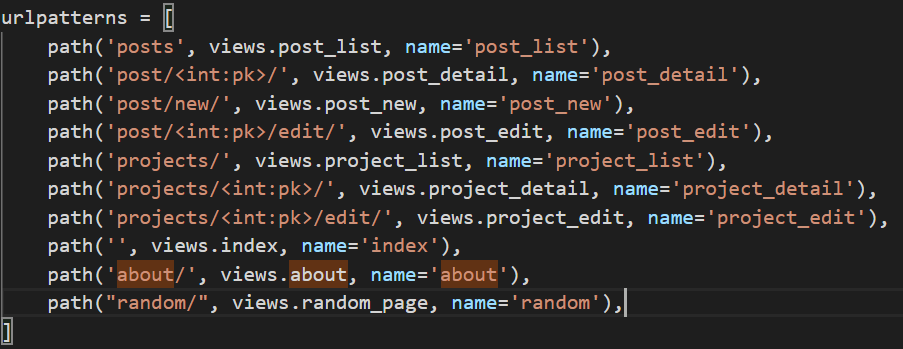 urlpatterns = [
    path('posts', views.post_list, name='post_list'),
    path('post/<int:pk>/', views.post_detail, name='post_detail'),
    path('post/new/', views.post_new, name='post_new'),
    path('post/<int:pk>/edit/', views.post_edit, name='post_edit'),
    path('projects/', views.project_list, name='project_list'),
    path('projects/<int:pk>/', views.project_detail, name='project_detail'),
    path('projects/<int:pk>/edit/', views.project_edit, name='project_edit'),
    path('', views.index, name='index'),
    path('about/', views.about, name='about'),
    path("random/", views.random_page, name='random'),
]